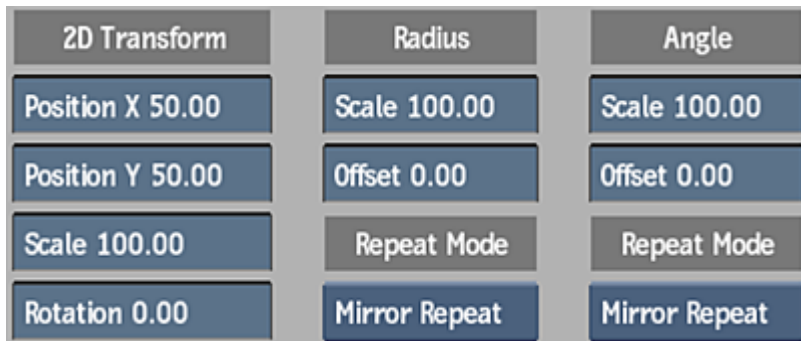 2D Transform
Position X 50.00
Position Y 50.00
Scale 100.00
Rotation 0.00
Radius
Scale 100.00
Offset 0.00
Repeat Mode
Mirror Repeat
Angle
Scale 100.00
Offset 0.00
Repeat Mode
Mirror Repeat